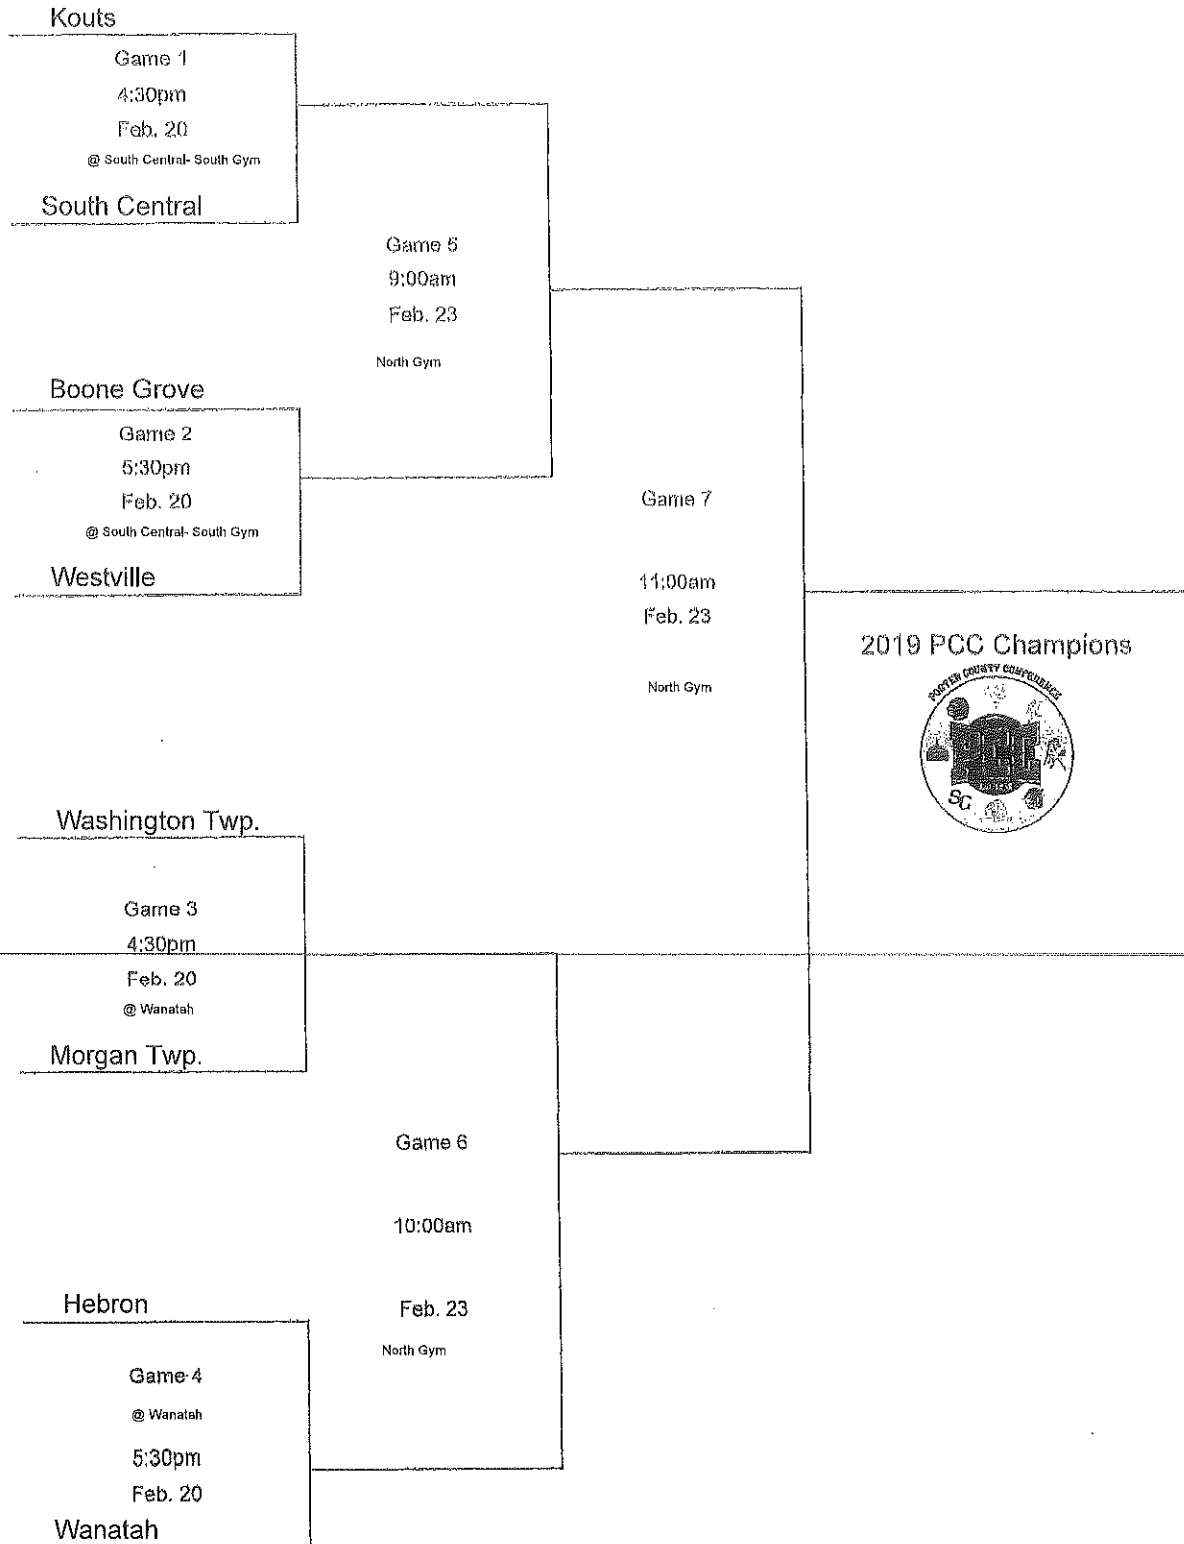 Kouts
Game 1
4:30pm
Feb. 20
@ South Central- South Gym
South Central
Game 5
9:00am
Feb. 23
North Gym
Boone Grove
Game 2
5:30pm
Feb. 20
@ South Central- South Gym
Westville
Game 7
11:00am
Feb. 23
North Gym
2019 PCC Champions
PORTER COUNTY CONFERENCE
PCC
SC
Washington Twp.
Game 3
4:30pm
Feb. 20
@ Wanatah
Morgan Twp.
Game 6
10:00am
Feb. 23
North Gym
Hebron
Game 4
@ Wanatah
5:30pm
Feb. 20
Wanatah